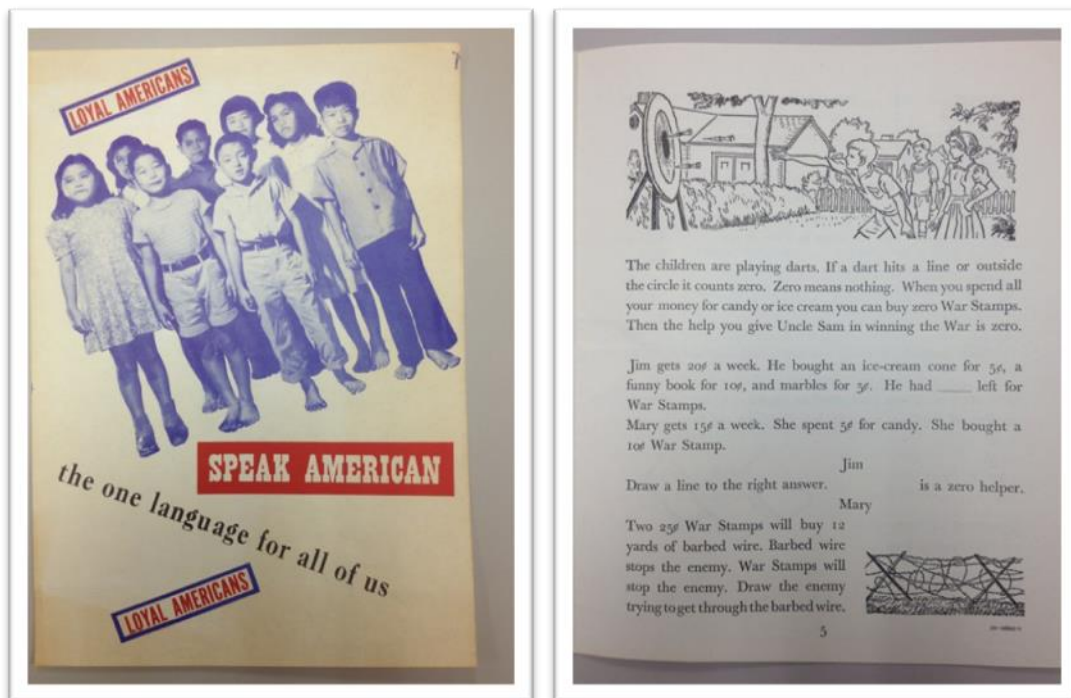 LOYAL AMERICANS
SPEAK AMERICAN
the one language for all of us
LOYAL AMERICANS
The children are playing darts. If a dart hits a line or outside
the circle it counts zero. Zero means nothing. When you spend all
your money for candy or ice cream you can buy zero War Stamps.
Then the help you give Uncle Sam in winning the War is zero.
Jim gets 20¢ a week. He bought an ice-cream cone for 5¢, a
funny book for 10¢, and marbles for 5¢. He had ____ left for
War Stamps.
Mary gets 15¢ a week. She spent 5¢ for candy. She bought a
10¢ War Stamp.
Jim
Draw a line to the right answer. is a zero helper.
Mary
Two 25¢ War Stamps will buy 12
yards of barbed wire. Barbed wire
stops the enemy. War Stamps will
stop the enemy. Draw the enemy
trying to get through the barbed wire.
5